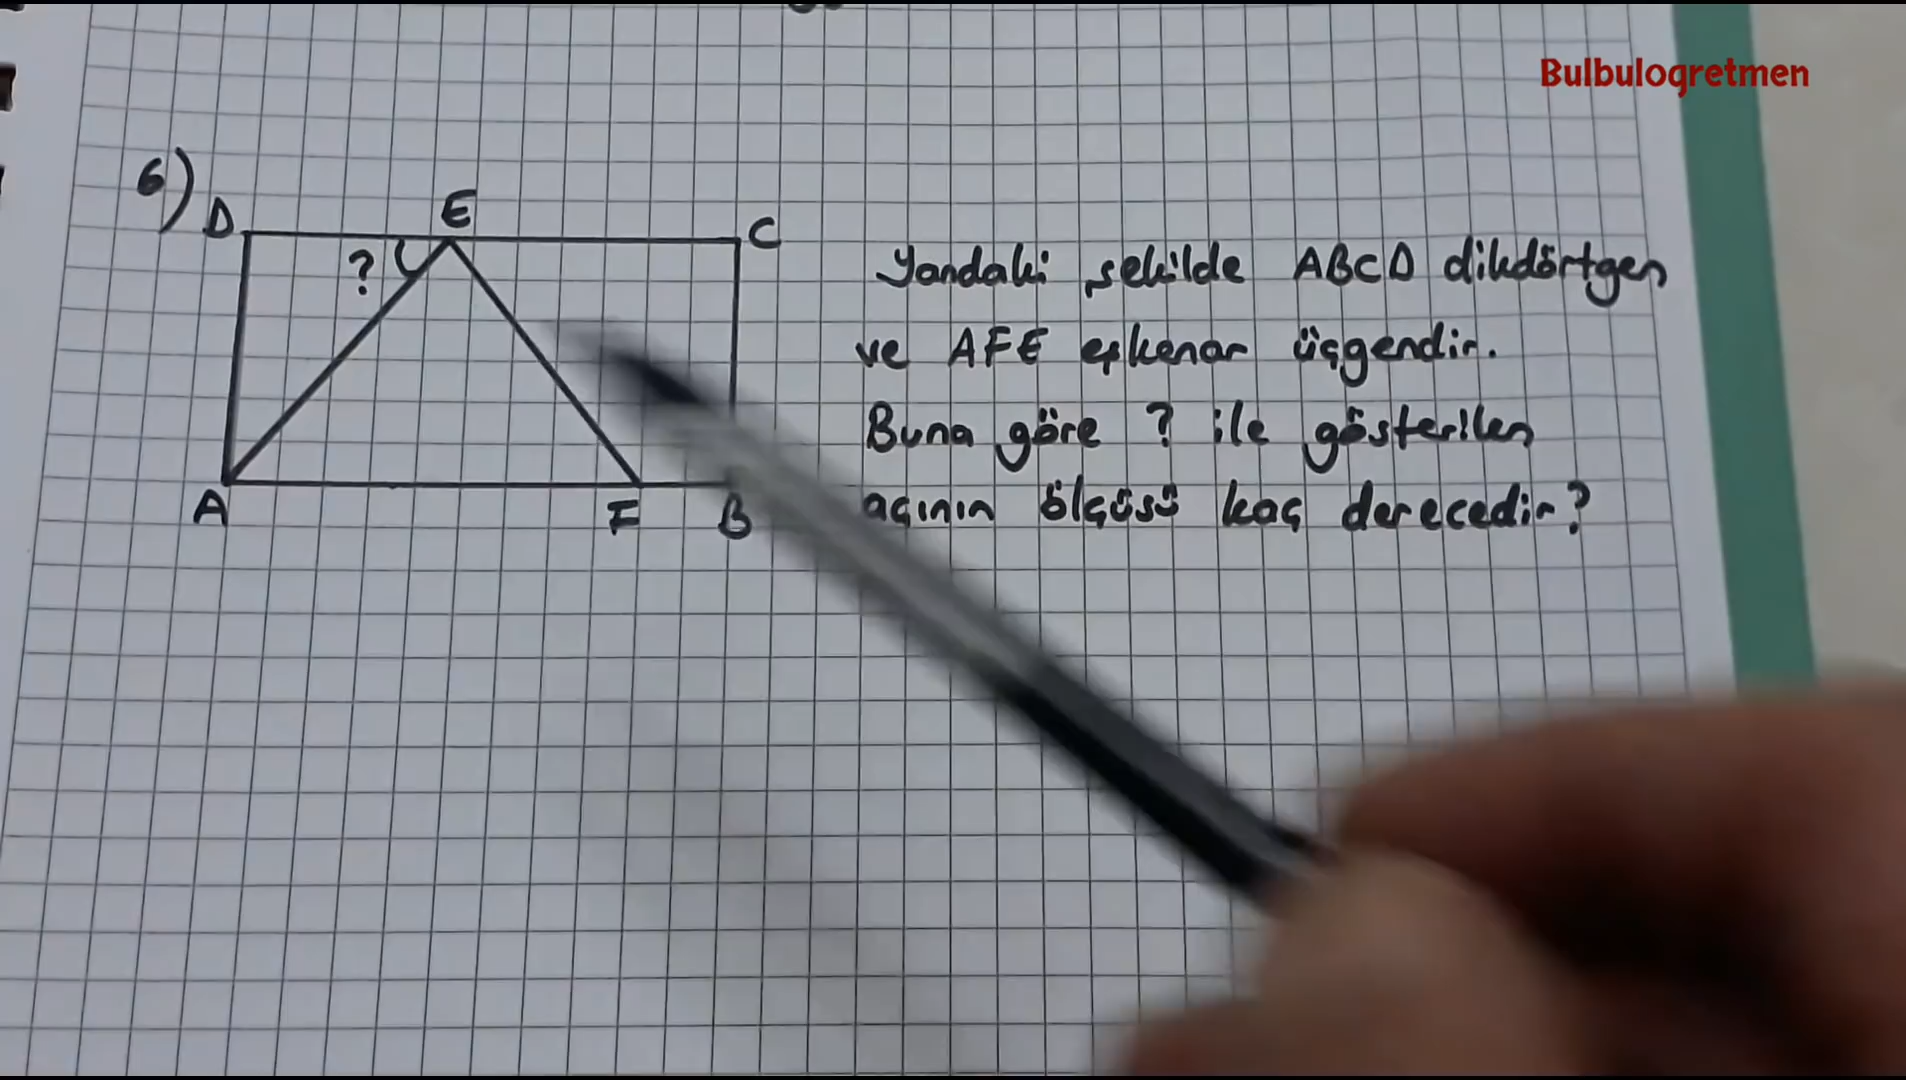 Bulbulogretmen
6)
D E C
?
Yandaki şekilde ABCD dikdörtgen
ve AFE eşkenar üçgendir.
Buna göre ? ile gösterilen
açının ölçüsü kaç derecedir?
A F B